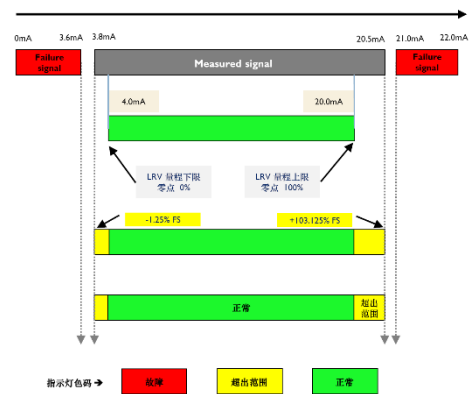 0mA 3.6mA 3.8mA 20.5mA 21.0mA 22.0mA
Failure
signal
Measured signal
Failure
signal
4.0mA
20.0mA
LRV 量程下限
零点 0%
LRV 量程上限
零点 100%
-1.25% FS
+103.125% FS
正常
超出
范围
指示灯色码
故障
超出范围
正常